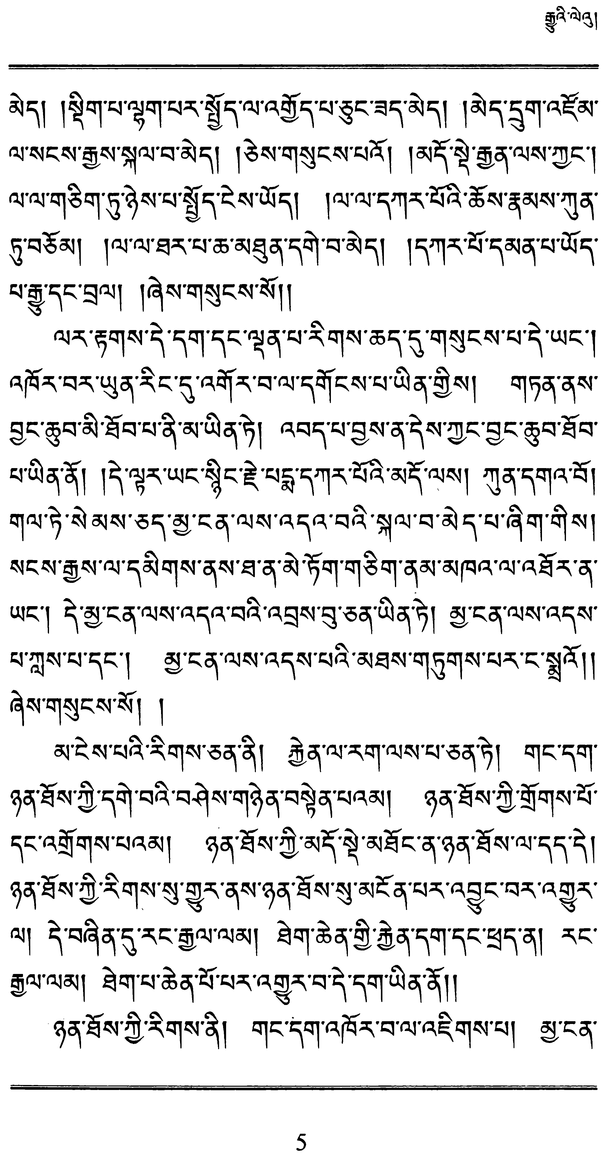 རྒྱུའི་ལེའུ།
མེད། །སྡིག་པ་ལྷག་པར་སྤྱོད་ལ་འགྱོད་པ་ཅུང་ཟད་མེད། །མེད་དྲུག་འཛོམ་
ལ་སངས་རྒྱས་སྐལ་བ་མེད། །ཅེས་གསུངས་པའོ། །མདོ་སྡེ་རྒྱན་ལས་ཀྱང་།
ལ་ལ་གཅིག་ཏུ་ཉེས་པ་སྤྱོད་ངེས་ཡོད། །ལ་ལ་དཀར་པོའི་ཆོས་རྣམས་ཀུན་
ཏུ་བཅོམ། །ལ་ལ་ཐར་པ་ཆ་མཐུན་དགེ་བ་མེད། །དཀར་པོ་དམན་པ་ཡོད་
པ་རྒྱུ་དང་བྲལ། །ཞེས་གསུངས་སོ།།
ལར་རྟགས་དེ་དག་དང་ལྡན་པ་རིགས་ཆད་དུ་གསུངས་པ་དེ་ཡང་།
འཁོར་བར་ཡུན་རིང་དུ་འགོར་བ་ལ་དགོངས་པ་ཡིན་གྱིས། གཏན་ནས་
བྱང་ཆུབ་མི་ཐོབ་པ་ནི་མ་ཡིན་ཏེ། འབད་པ་བྱས་ན་དེས་ཀྱང་བྱང་ཆུབ་ཐོབ་
པ་ཡིན་ནོ། །དེ་ལྟར་ཡང་སྙིང་རྗེ་པདྨ་དཀར་པོའི་མདོ་ལས། ཀུན་དགའ་བོ།
གལ་ཏེ་སེམས་ཅད་མྱ་ངན་ལས་འདའ་བའི་སྐལ་བ་མེད་པ་ཞིག་གིས།
སངས་རྒྱས་ལ་དམིགས་ནས་ཐ་ན་མེ་ཏོག་གཅིག་ནམ་མཁའ་ལ་འཐོར་ན་
ཡང་། དེ་མྱ་ངན་ལས་འདའ་བའི་འབྲས་བུ་ཅན་ཡིན་ཏེ། མྱ་ངན་ལས་འདས་
པ་ཀླས་པ་དང་། མྱ་ངན་ལས་འདས་པའི་མཐས་གཏུགས་པར་ང་སྨྲའོ།།
ཞེས་གསུངས་སོ། །
མ་ངེས་པའི་རིགས་ཅན་ནི། རྐྱེན་ལ་རག་ལས་པ་ཅན་ཏེ། གང་དག་
ཉན་ཐོས་ཀྱི་དགེ་བའི་བཤེས་གཉེན་བསྟེན་པའམ། ཉན་ཐོས་ཀྱི་གྲོགས་པོ་
དང་འགྲོགས་པའམ། ཉན་ཐོས་ཀྱི་མདོ་སྡེ་མཐོང་ན་ཉན་ཐོས་ལ་དད་དེ།
ཉན་ཐོས་ཀྱི་རིགས་སུ་གྱུར་ནས་ཉན་ཐོས་སུ་མངོན་པར་འབྱུང་བར་འགྱུར་
ལ། དེ་བཞིན་དུ་རང་རྒྱལ་ལམ། ཐེག་ཆེན་གྱི་རྐྱེན་དག་དང་ཕྲད་ན། རང་
རྒྱལ་ལམ། ཐེག་པ་ཆེན་པོ་པར་འགྱུར་བ་དེ་དག་ཡིན་ནོ།།
ཉན་ཐོས་ཀྱི་རིགས་ནི། གང་དག་འཁོར་བ་ལ་འཇིགས་པ། མྱ་ངན་
5